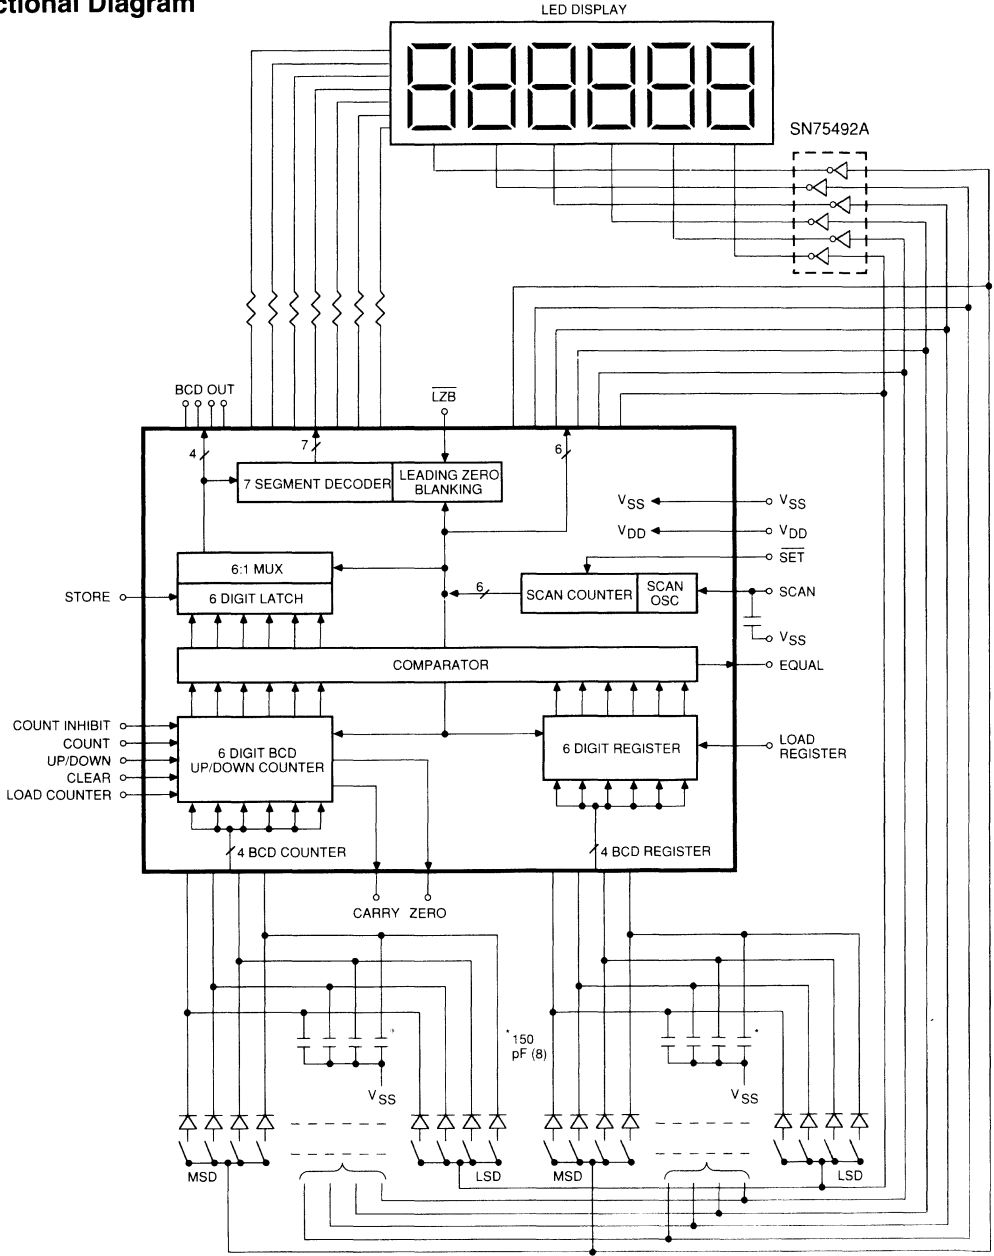 ctional Diagram
LED DISPLAY
SN75492A
BCD OUT
LZB
4
7
6
7 SEGMENT DECODER
LEADING ZERO
BLANKING
VSS
VSS
VDD
VDD
SET
6:1 MUX
6 DIGIT LATCH
STORE
6
SCAN COUNTER
SCAN
OSC
SCAN
VSS
COMPARATOR
EQUAL
COUNT INHIBIT
COUNT
UP/DOWN
CLEAR
LOAD COUNTER
6 DIGIT BCD
UP/DOWN COUNTER
6 DIGIT REGISTER
LOAD
REGISTER
4 BCD COUNTER
4 BCD REGISTER
CARRY
ZERO
*
* 150
pF (8)
*
VSS
VSS
MSD
LSD
MSD
LSD